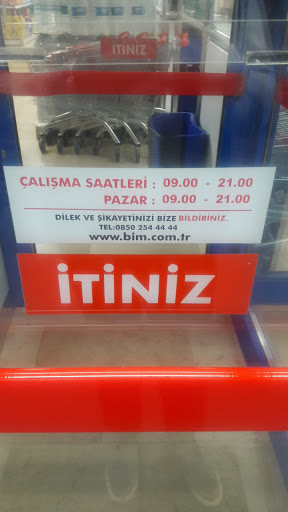 İTİNİZ
ÇALIŞMA SAATLERİ : 09.00 - 21.00
PAZAR : 09.00 - 21.00
DİLEK VE ŞİKAYETİNİZİ BİZE BİLDİRİNİZ.
TEL:0850 254 44 44
www.bim.com.tr
İTİNİZ